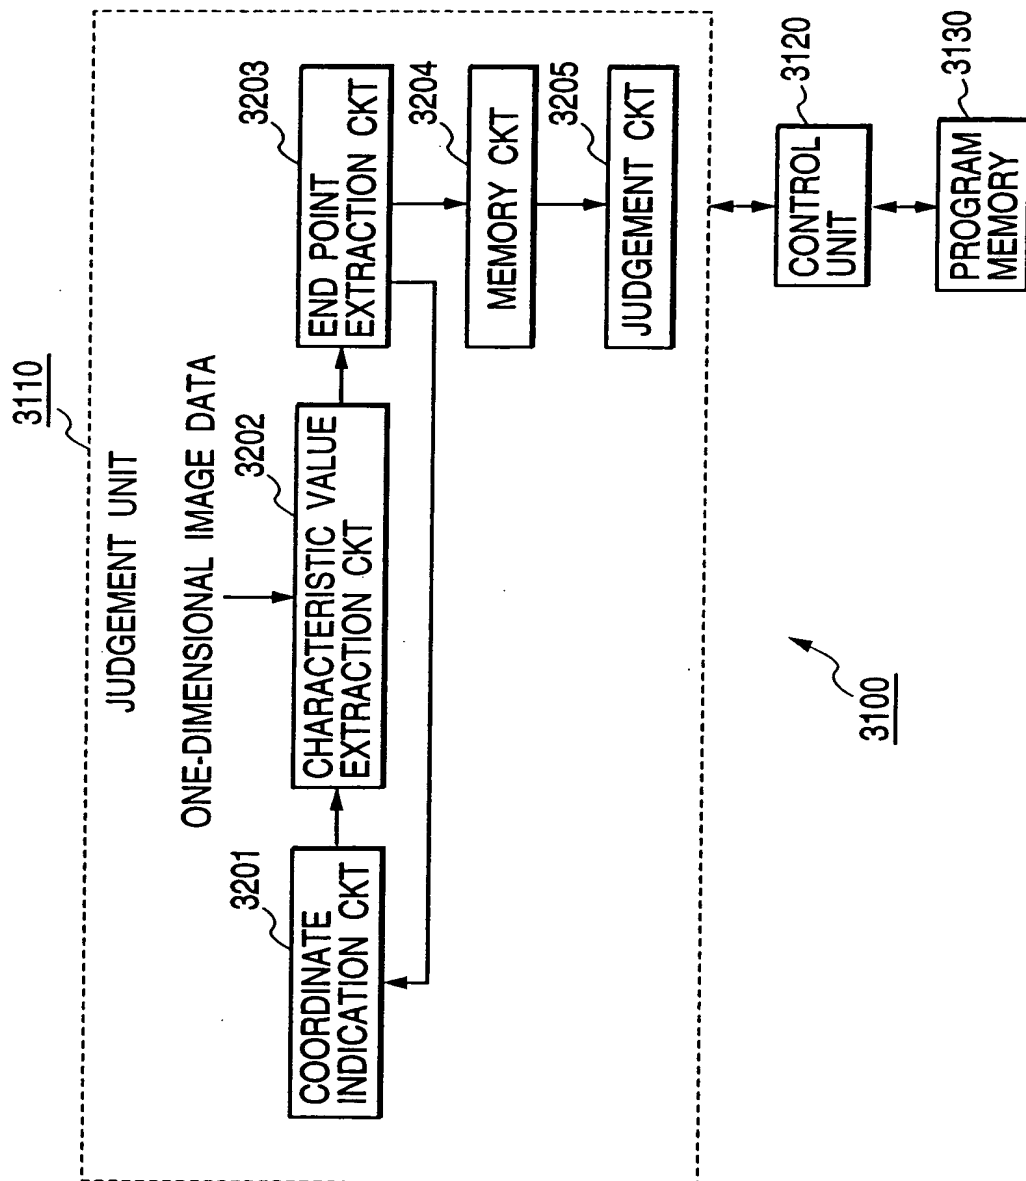 3110
JUDGEMENT UNIT
ONE-DIMENSIONAL IMAGE DATA
3201
COORDINATE
INDICATION CKT
3202
CHARACTERISTIC VALUE
EXTRACTION CKT
3203
END POINT
EXTRACTION CKT
3204
MEMORY CKT
3205
JUDGEMENT CKT
3120
CONTROL
UNIT
3130
PROGRAM
MEMORY
3100